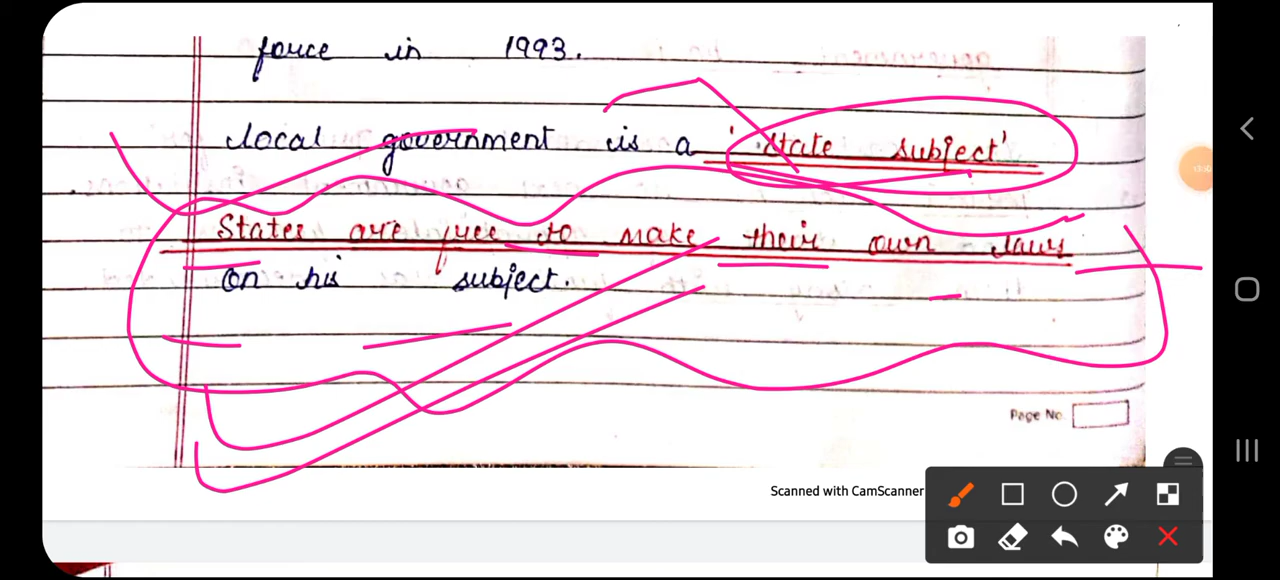 force in 1993.
local government is a 'state subject'
States are free to make their own laws
on his subject.
Page No.
Scanned with CamScanner